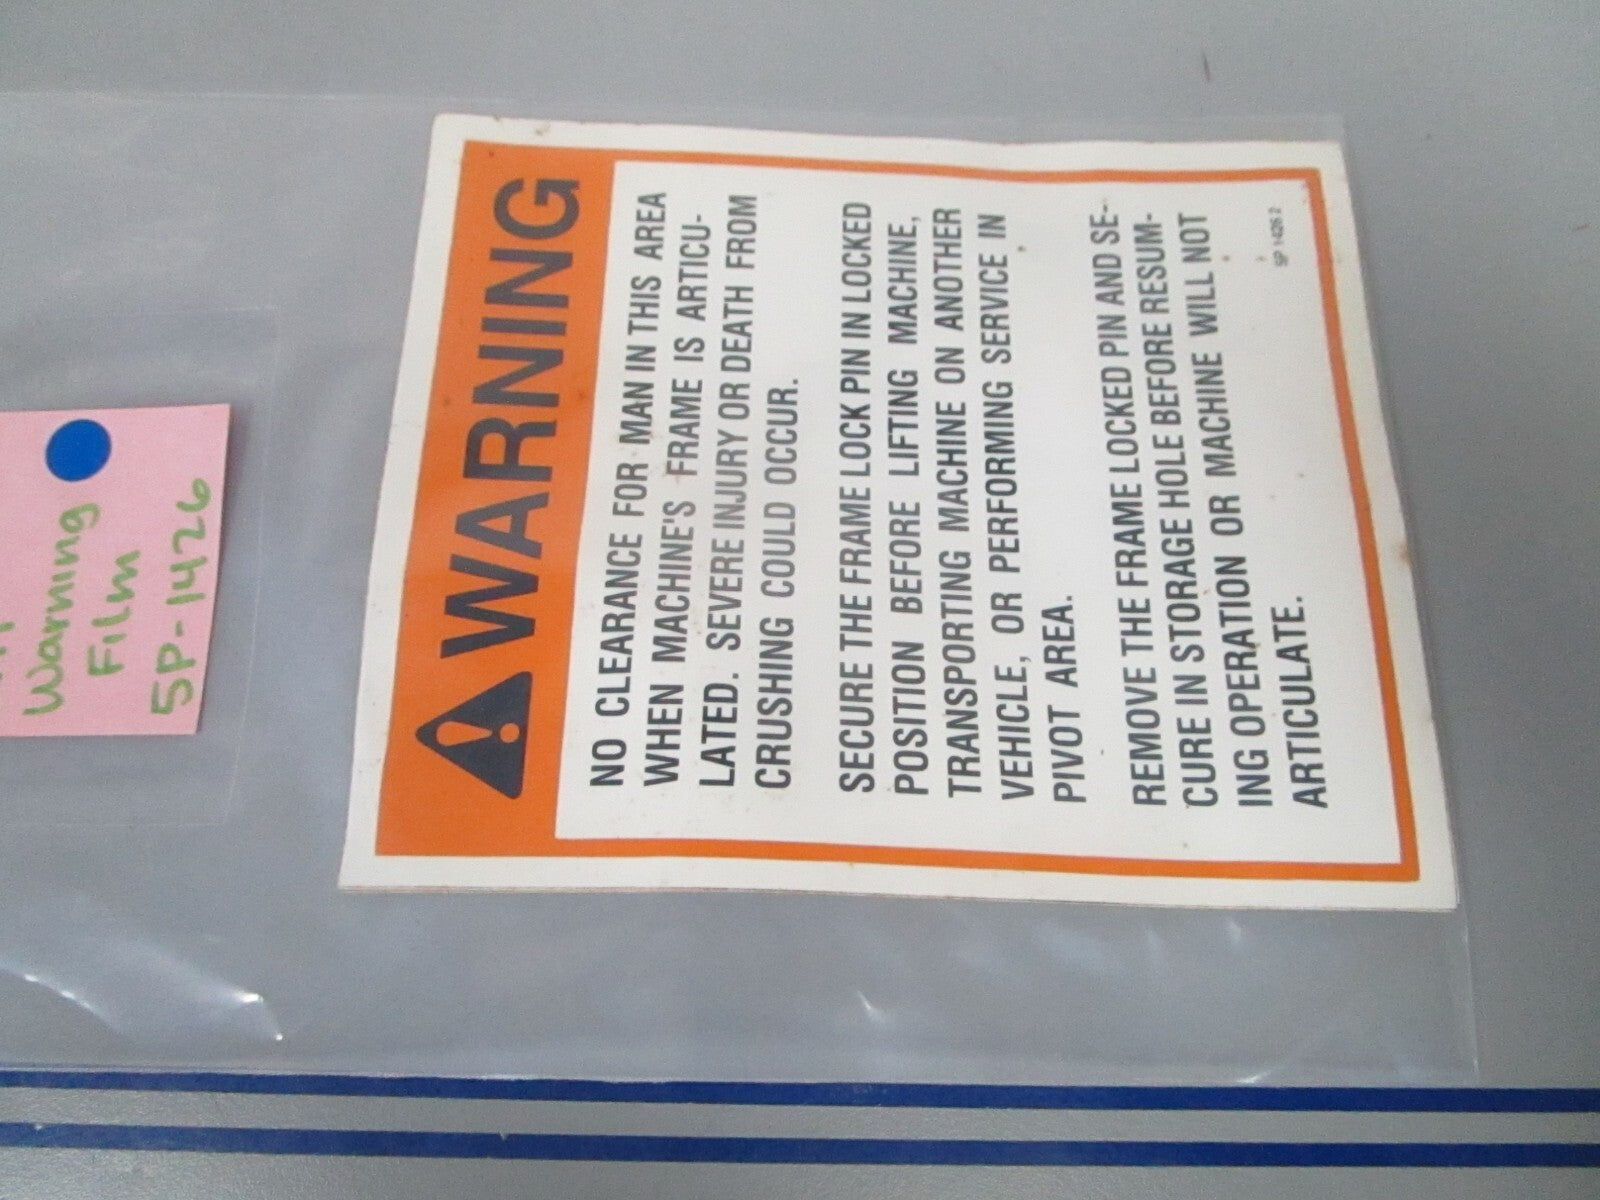 Warning
Film
SP-1426
WARNING
NO CLEARANCE FOR MAN IN THIS AREA
WHEN MACHINE'S FRAME IS ARTICU-
LATED. SEVERE INJURY OR DEATH FROM
CRUSHING COULD OCCUR.
SECURE THE FRAME LOCK PIN IN LOCKED
POSITION BEFORE LIFTING MACHINE,
TRANSPORTING MACHINE ON ANOTHER
VEHICLE, OR PERFORMING SERVICE IN
PIVOT AREA.
REMOVE THE FRAME LOCKED PIN AND SE-
CURE IN STORAGE HOLE BEFORE RESUM-
ING OPERATION OR MACHINE WILL NOT
ARTICULATE.
SP 1426 2